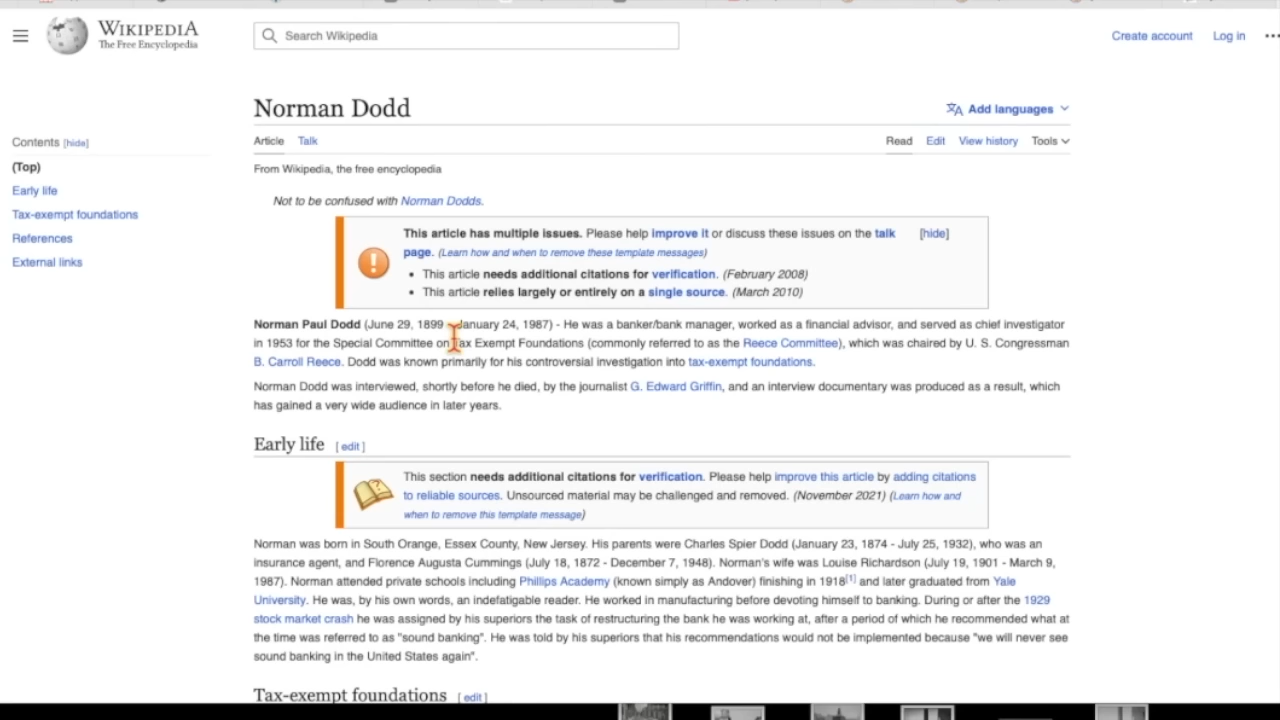 WIKIPEDIA
The Free Encyclopedia
Search Wikipedia
Create account Log in
Norman Dodd
Add languages
Contents [hide]
(Top)
Early life
Tax-exempt foundations
References
External links
Article Talk
Read Edit View history Tools
From Wikipedia, the free encyclopedia
Not to be confused with Norman Dodds.
This article has multiple issues. Please help improve it or discuss these issues on the talk [hide]
page. (Learn how and when to remove these template messages)
• This article needs additional citations for verification. (February 2008)
• This article relies largely or entirely on a single source. (March 2010)
Norman Paul Dodd (June 29, 1899 - January 24, 1987) - He was a banker/bank manager, worked as a financial advisor, and served as chief investigator
in 1953 for the Special Committee on Tax Exempt Foundations (commonly referred to as the Reece Committee), which was chaired by U. S. Congressman
B. Carroll Reece. Dodd was known primarily for his controversial investigation into tax-exempt foundations.
Norman Dodd was interviewed, shortly before he died, by the journalist G. Edward Griffin, and an interview documentary was produced as a result, which
has gained a very wide audience in later years.
Early life [ edit ]
This section needs additional citations for verification. Please help improve this article by adding citations
to reliable sources. Unsourced material may be challenged and removed. (November 2021) (Learn how and
when to remove this template message)
Norman was born in South Orange, Essex County, New Jersey. His parents were Charles Spier Dodd (January 23, 1874 - July 25, 1932), who was an
insurance agent, and Florence Augusta Cummings (July 18, 1872 - December 7, 1948). Norman's wife was Louise Richardson (July 19, 1901 - March 9,
1987). Norman attended private schools including Phillips Academy (known simply as Andover) finishing in 1918[1] and later graduated from Yale
University. He was, by his own words, an indefatigable reader. He worked in manufacturing before devoting himself to banking. During or after the 1929
stock market crash he was assigned by his superiors the task of restructuring the bank he was working at, after a period of which he recommended what at
the time was referred to as "sound banking". He was told by his superiors that his recommendations would not be implemented because "we will never see
sound banking in the United States again".
Tax-exempt foundations [ edit ]